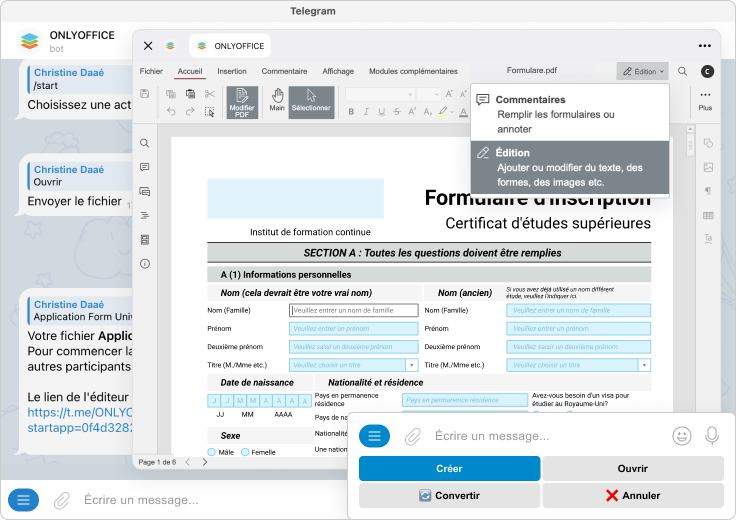 Telegram
ONLYOFFICE
bot
Christine Daaé
/start
Choisissez une act
Christine Daaé
Ouvrir
Envoyer le fichier
Christine Daaé
Application Form Univ
Votre fichier Applic
Pour commencer la
autres participants
Le lien de l'éditeur
https://t.me/ONLYO
startapp=0f4d3282
Écrire un message...
ONLYOFFICE
Fichier Accueil Insertion Commentaire Affichage Modules complémentaires
Formulare.pdf
Édition
C
Modifier
PDF
Main
Sélectionner
Plus
Commentaires
Remplir les formulaires ou
annoter
Édition
Ajouter ou modifier du texte, des
formes, des images etc.
Formulaire d'inscription
Certificat d'études supérieures
Institut de formation continue
SECTION A : Toutes les questions doivent être remplies
A (1) Informations personnelles
Nom (cela devrait être votre vrai nom)
Nom (ancien)
Si vous avez déjà utilisé un nom différent
étude, veuillez l'indiquer ici.
Nom (Famille) Veuillez entrer un nom de famille Nom (Famille) Veuillez entrer un nom de famille
Prénom Veuillez entrer un prénom Prénom Veuillez entrer un prénom
Deuxième prénom Veuillez saisir un deuxième prénom Deuxième prénom Veuillez saisir un deuxième prénom
Titre (M./Mme etc.) Veuillez choisir un titre Titre (M./Mme etc.) Veuillez choisir un titre
Date de naissance
Nationalité et résidence
J J M M A A A A
JJ MM AAAA
Pays en permanence
résidence
Pays en permanence résidence
Avez-vous besoin d'un visa pour
étudier au Royaume-Uni?
Pays de na
Sexe
Nationalité
Mâle Femelle
Une nation
Page 1 de 6
Écrire un message...
Créer Ouvrir
Convertir Annuler